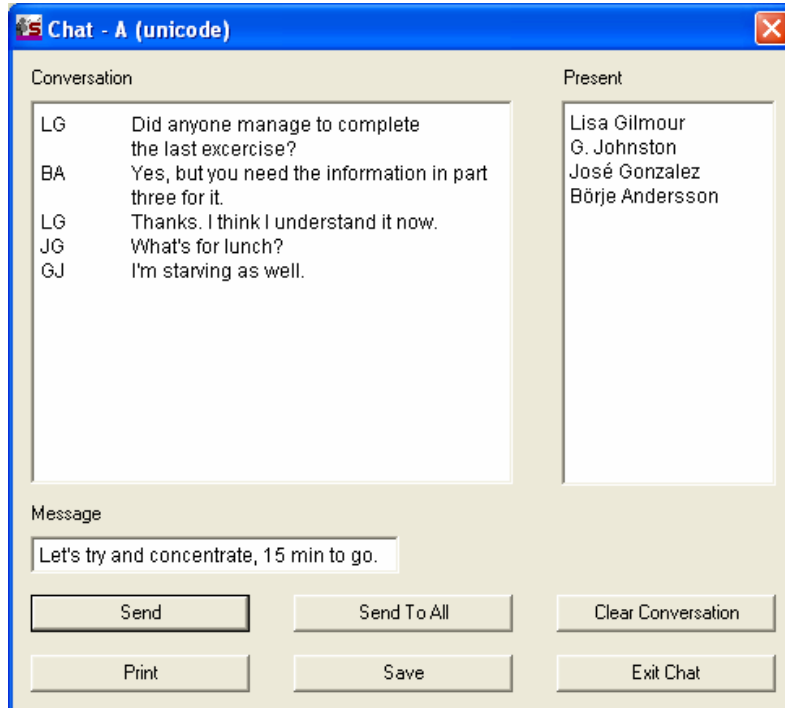 Chat - A (unicode)
Conversation
LG Did anyone manage to complete
the last excercise?
BA Yes, but you need the information in part
three for it.
LG Thanks. I think I understand it now.
JG What's for lunch?
GJ I'm starving as well.
Present
Lisa Gilmour
G. Johnston
José Gonzalez
Börje Andersson
Message
Let's try and concentrate, 15 min to go.
Send Send To All Clear Conversation
Print Save Exit Chat